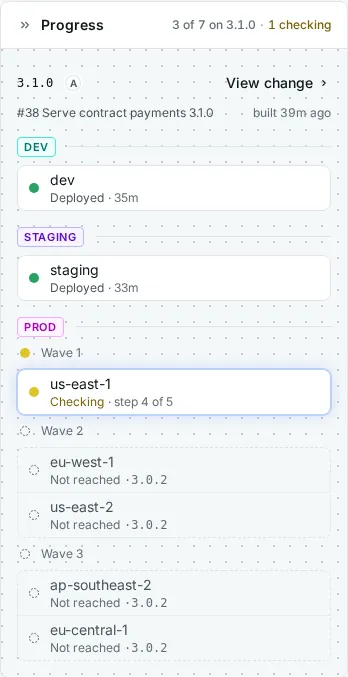 » Progress 3 of 7 on 3.1.0 · 1 checking
3.1.0 A View change ›
#38 Serve contract payments 3.1.0 · built 39m ago
DEV
dev
Deployed · 35m
STAGING
staging
Deployed · 33m
PROD
Wave 1
us-east-1
Checking · step 4 of 5
Wave 2
eu-west-1
Not reached · 3.0.2
us-east-2
Not reached · 3.0.2
Wave 3
ap-southeast-2
Not reached · 3.0.2
eu-central-1
Not reached · 3.0.2